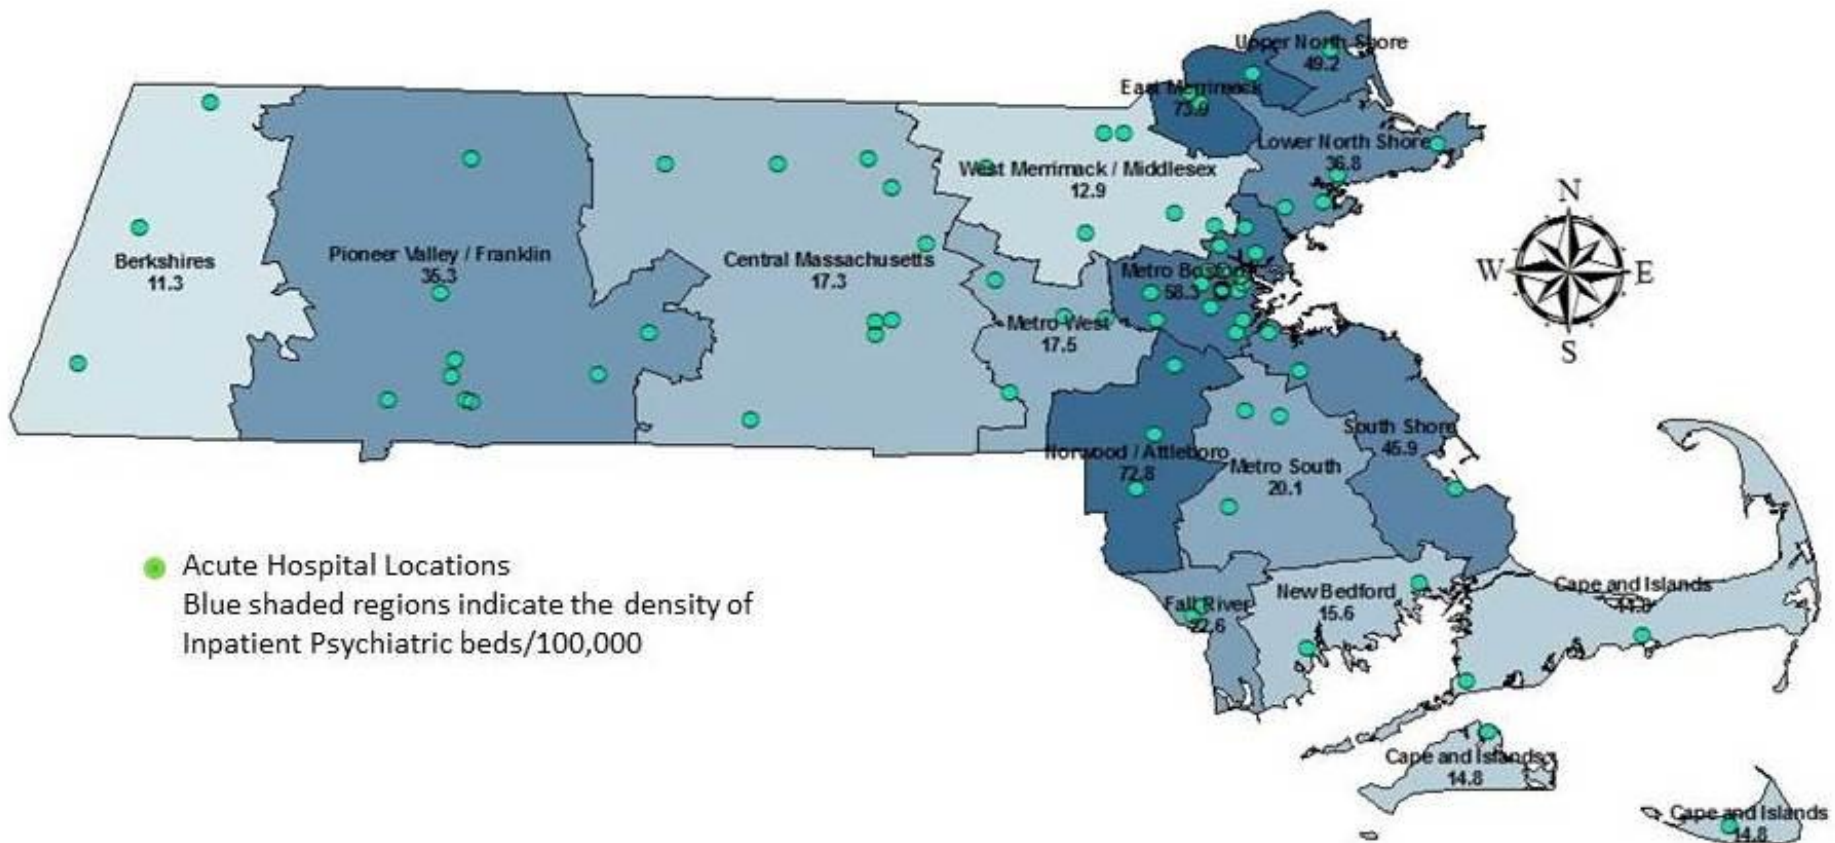 Upper North Shore
49.2
East Merrimack
73.9
Lower North Shore
36.8
West Merrimack / Middlesex
12.9
N
W
E
S
Berkshires
11.3
Pioneer Valley / Franklin
35.3
Central Massachusetts
17.3
Metro Boston
58.3
Metro West
17.5
South Shore
45.9
Norwood / Attleboro
72.8
Metro South
20.1
Acute Hospital Locations
Blue shaded regions indicate the density of
Inpatient Psychiatric beds/100,000
Fall River
22.6
New Bedford
15.6
Cape and Islands
Cape and Islands
14.8
Cape and Islands
14.8